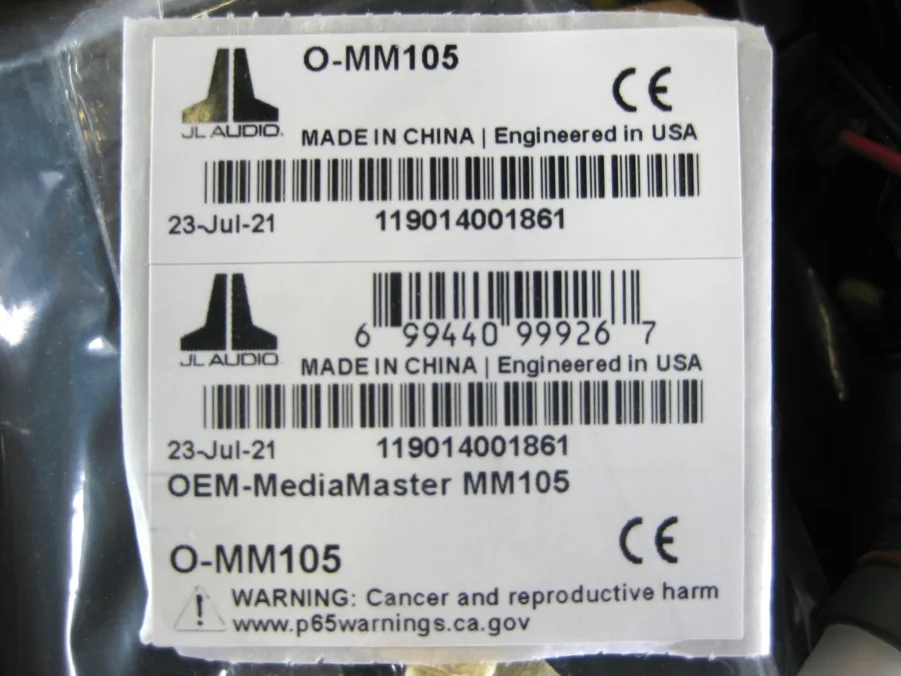 O-MM105
JL AUDIO
MADE IN CHINA | Engineered in USA
23-Jul-21 119014001861
6 99440 99926 7
JL AUDIO
MADE IN CHINA | Engineered in USA
23-Jul-21 119014001861
OEM-MediaMaster MM105
O-MM105
WARNING: Cancer and reproductive harm
www.p65warnings.ca.gov